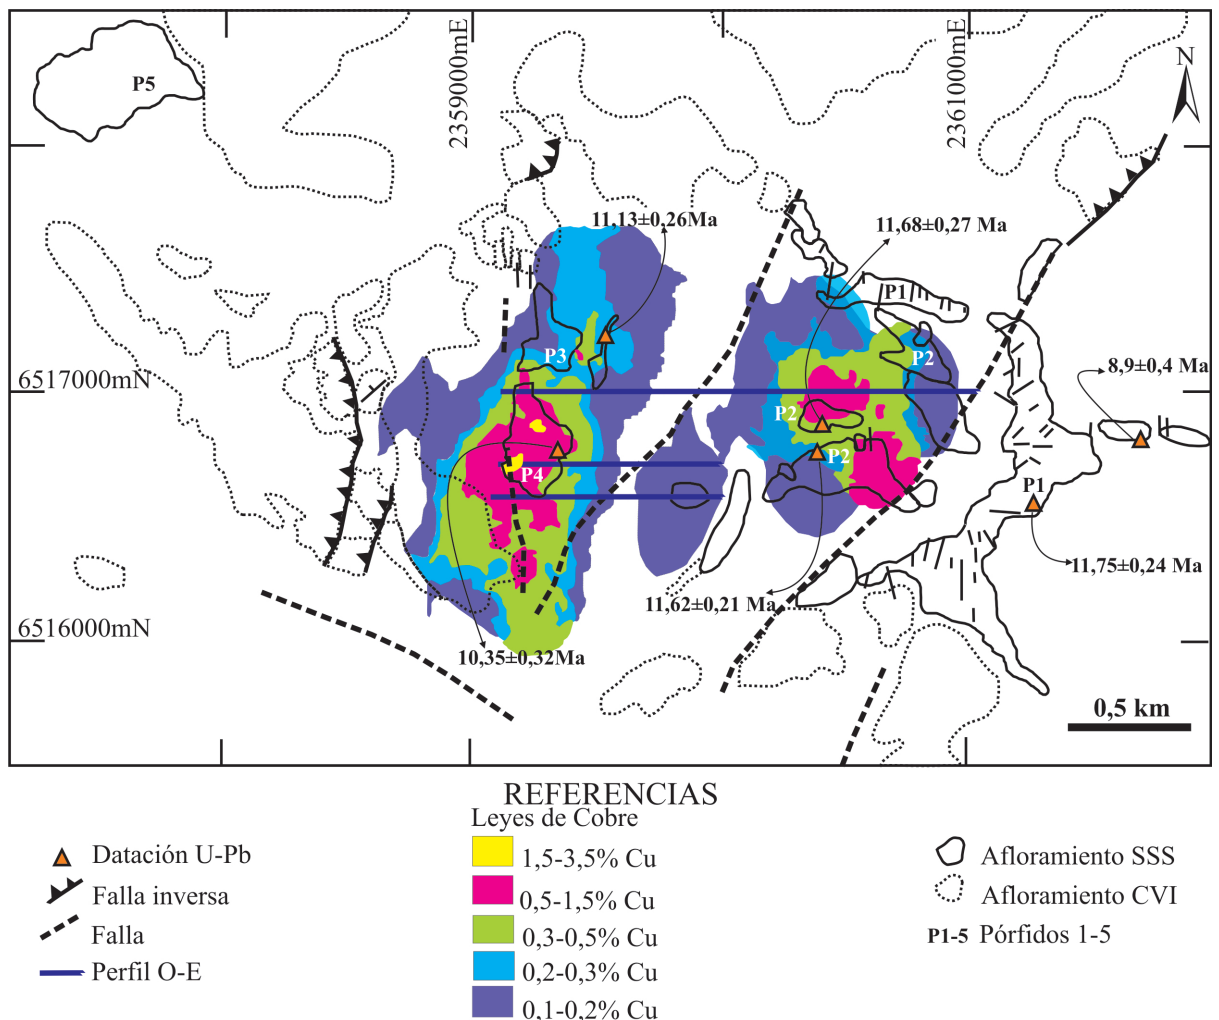 2359000mE
2361000mE
N
P5
11,13±0,26Ma
11,68±0,27 Ma
P1
P3
P2
8,9±0,4 Ma
6517000mN
P2
P2
P4
P1
11,75±0,24 Ma
11,62±0,21 Ma
6516000mN
10,35±0,32Ma
0,5 km
REFERENCIAS
Leyes de Cobre
Datación U-Pb
Falla inversa
Falla
Perfil O-E
1,5-3,5% Cu
0,5-1,5% Cu
0,3-0,5% Cu
0,2-0,3% Cu
0,1-0,2% Cu
Afloramiento SSS
Afloramiento CVI
P1-5 Pórfidos 1-5